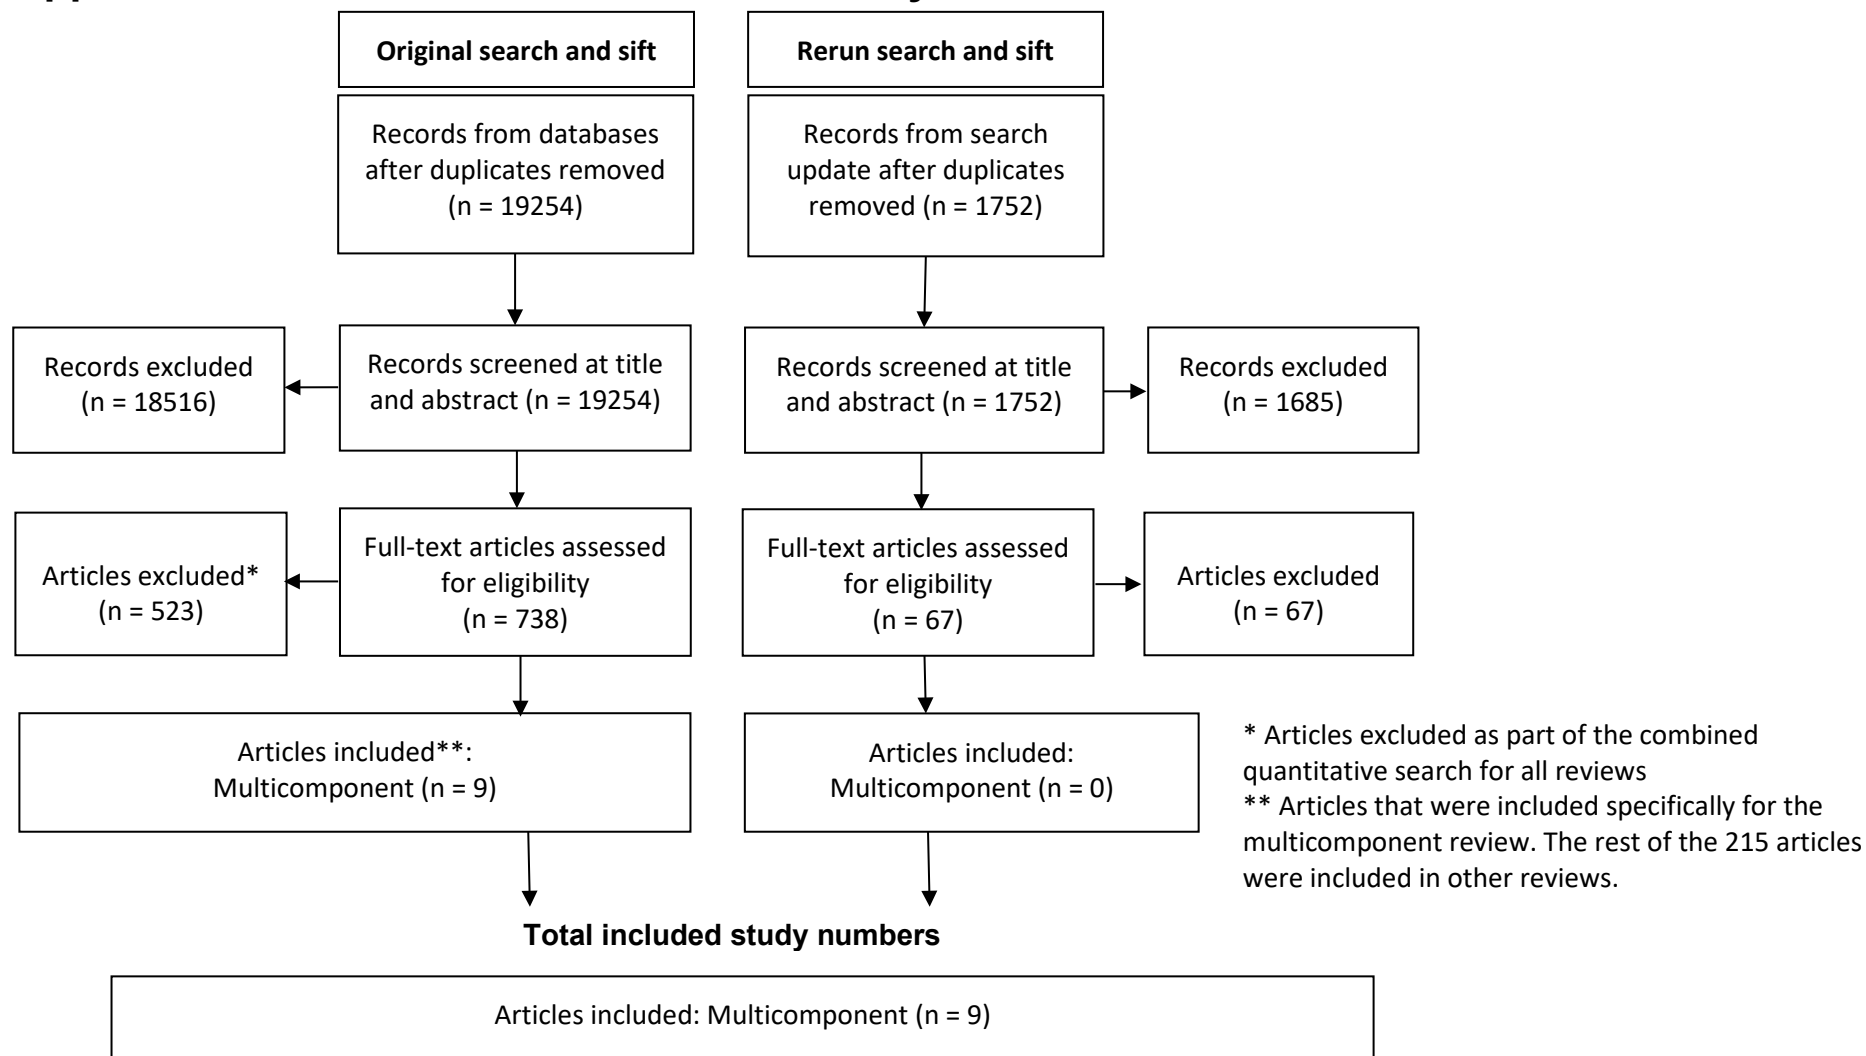 Original search and sift
Rerun search and sift
Records from databases
after duplicates removed
(n = 19254)
Records from search
update after duplicates
removed (n = 1752)
Records excluded
(n = 18516)
Records screened at title
and abstract (n = 19254)
Records screened at title
and abstract (n = 1752)
Records excluded
(n = 1685)
Articles excluded*
(n = 523)
Full-text articles assessed
for eligibility
(n = 738)
Full-text articles assessed
for eligibility
(n = 67)
Articles excluded
(n = 67)
Articles included**:
Multicomponent (n = 9)
Articles included:
Multicomponent (n = 0)
* Articles excluded as part of the combined
quantitative search for all reviews
** Articles that were included specifically for the
multicomponent review. The rest of the 215 articles
were included in other reviews.
Total included study numbers
Articles included: Multicomponent (n = 9)